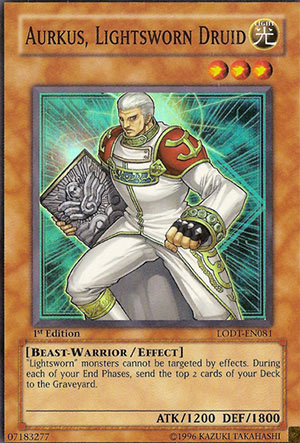 AURKUS, LIGHTSWORN DRUID
LIGHT
光
1st Edition
LODT-EN081
[BEAST-WARRIOR / EFFECT]
"Lightsworn" monsters cannot be targeted by effects. During
each of your End Phases, send the top 2 cards of your Deck
to the Graveyard.
ATK/1200 DEF/1800
07183277
©1996 KAZUKI TAKAHASHI